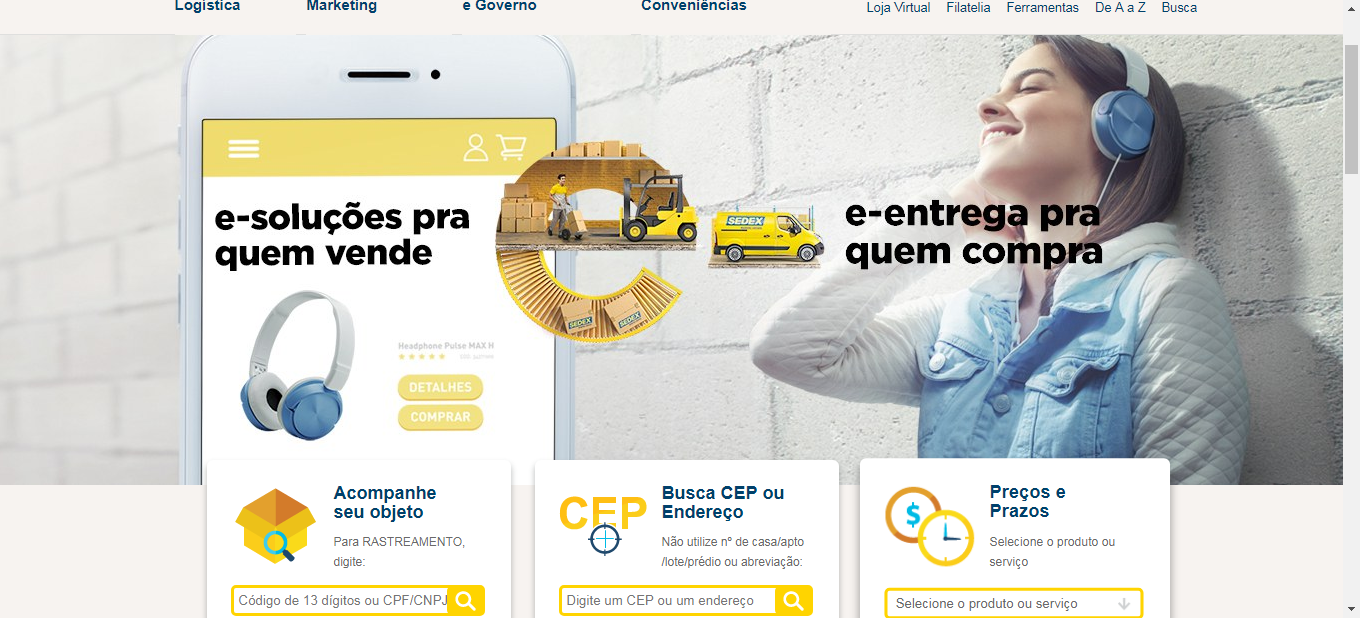 Logística
Marketing
e Governo
Conveniências
Loja Virtual
Filatelia
Ferramentas
De A a Z
Busca
e-soluções pra
quem vende
SEDEX
e-entrega pra
quem compra
SEDEX
SEDEX
Headphone Pulse MAX H
DETALHES
COMPRAR
Acompanhe
seu objeto
Para RASTREAMENTO,
digite:
Código de 13 dígitos ou CPF/CNPJ
CEP
Busca CEP ou
Endereço
Não utilize nº de casa/apto
/lote/prédio ou abreviação:
Digite um CEP ou um endereço
$
Preços e
Prazos
Selecione o produto ou
serviço
Selecione o produto ou serviço